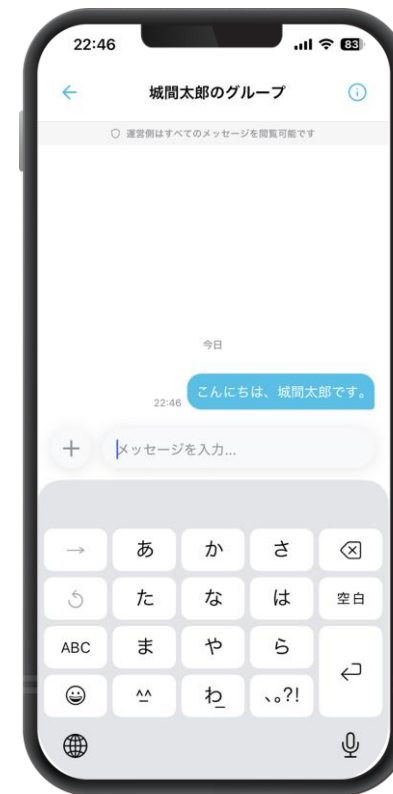 22:46 83
城間太郎のグループ
運営側はすべてのメッセージを閲覧可能です
今日
こんにちは、城間太郎です。
22:46
メッセージを入力...
→ あ か さ
た な は 空白
ABC ま や ら
^^ わ_ 、。?!